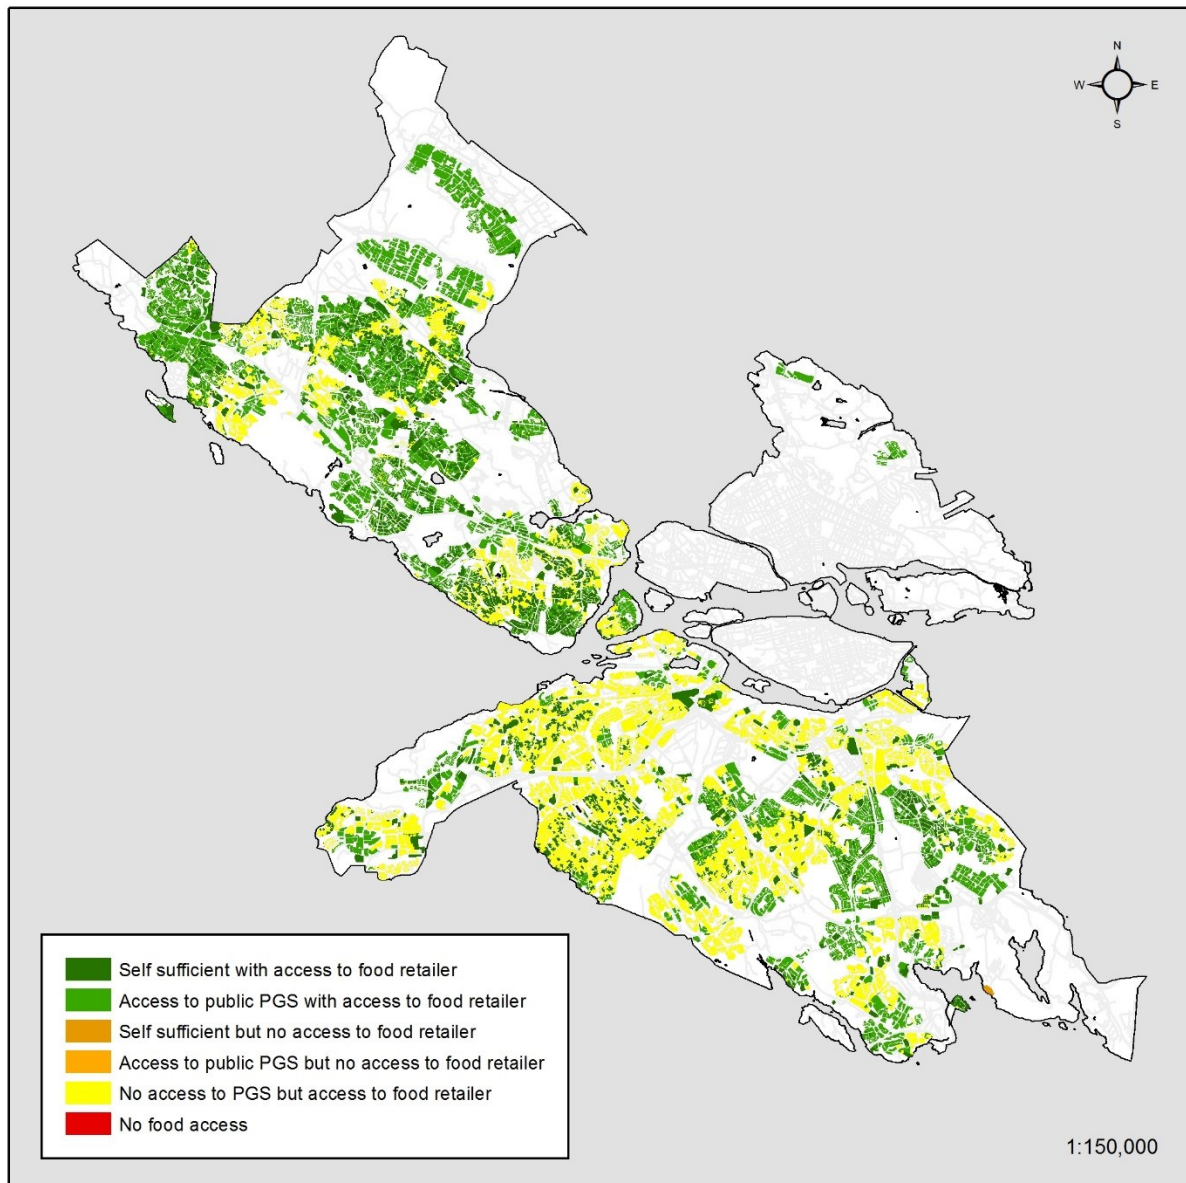 N
W E
S
Self sufficient with access to food retailer
Access to public PGS with access to food retailer
Self sufficient but no access to food retailer
Access to public PGS but no access to food retailer
No access to PGS but access to food retailer
No food access
1:150,000